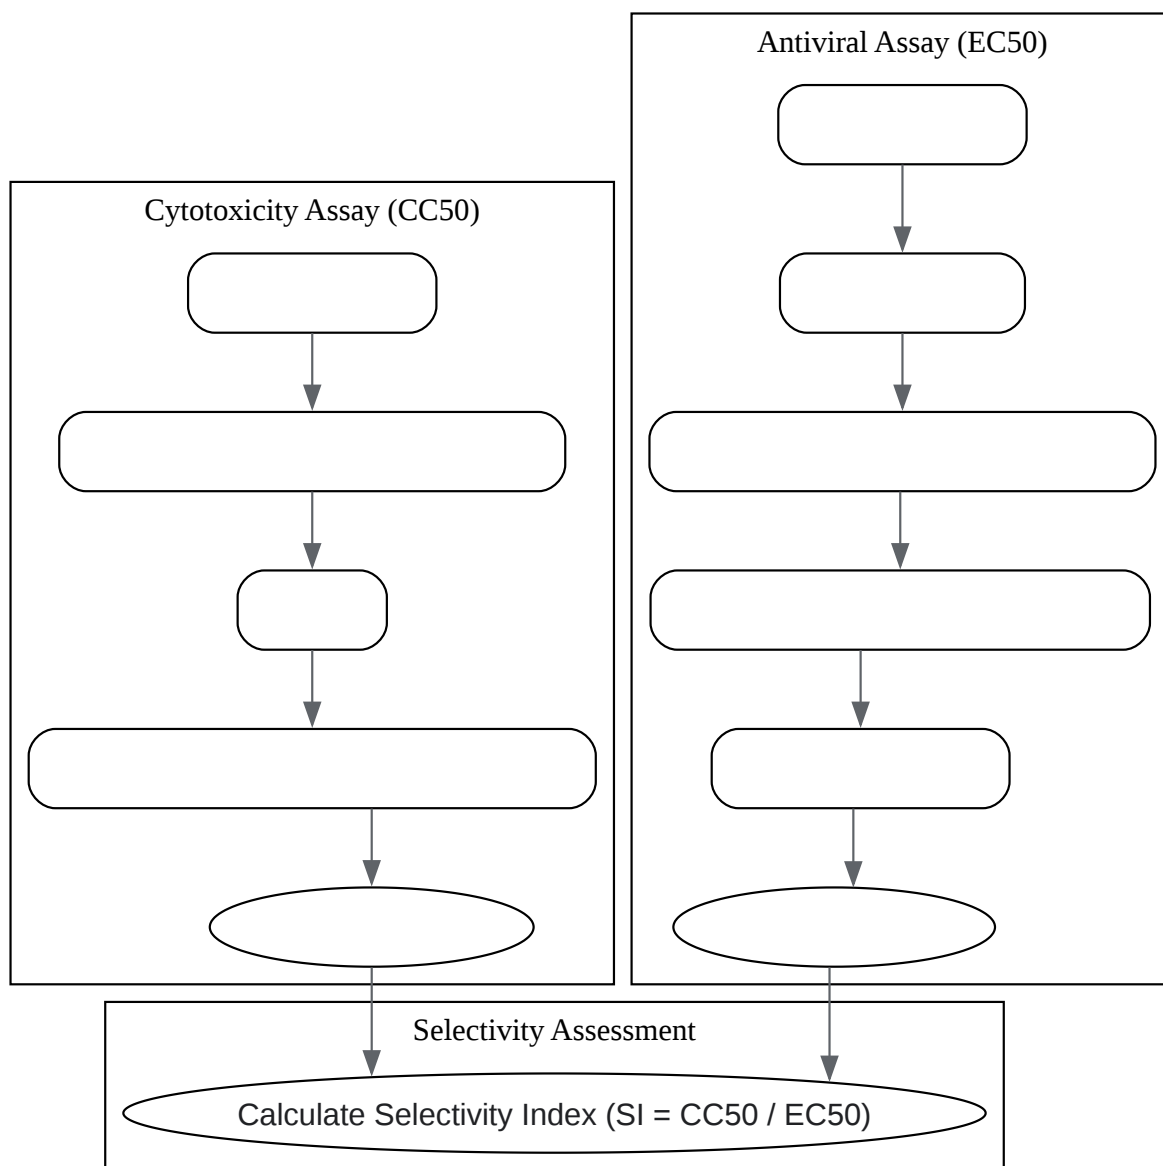 Antiviral Assay (EC50)
Cytotoxicity Assay (CC50)
Selectivity Assessment
Calculate Selectivity Index (SI = CC50 / EC50)